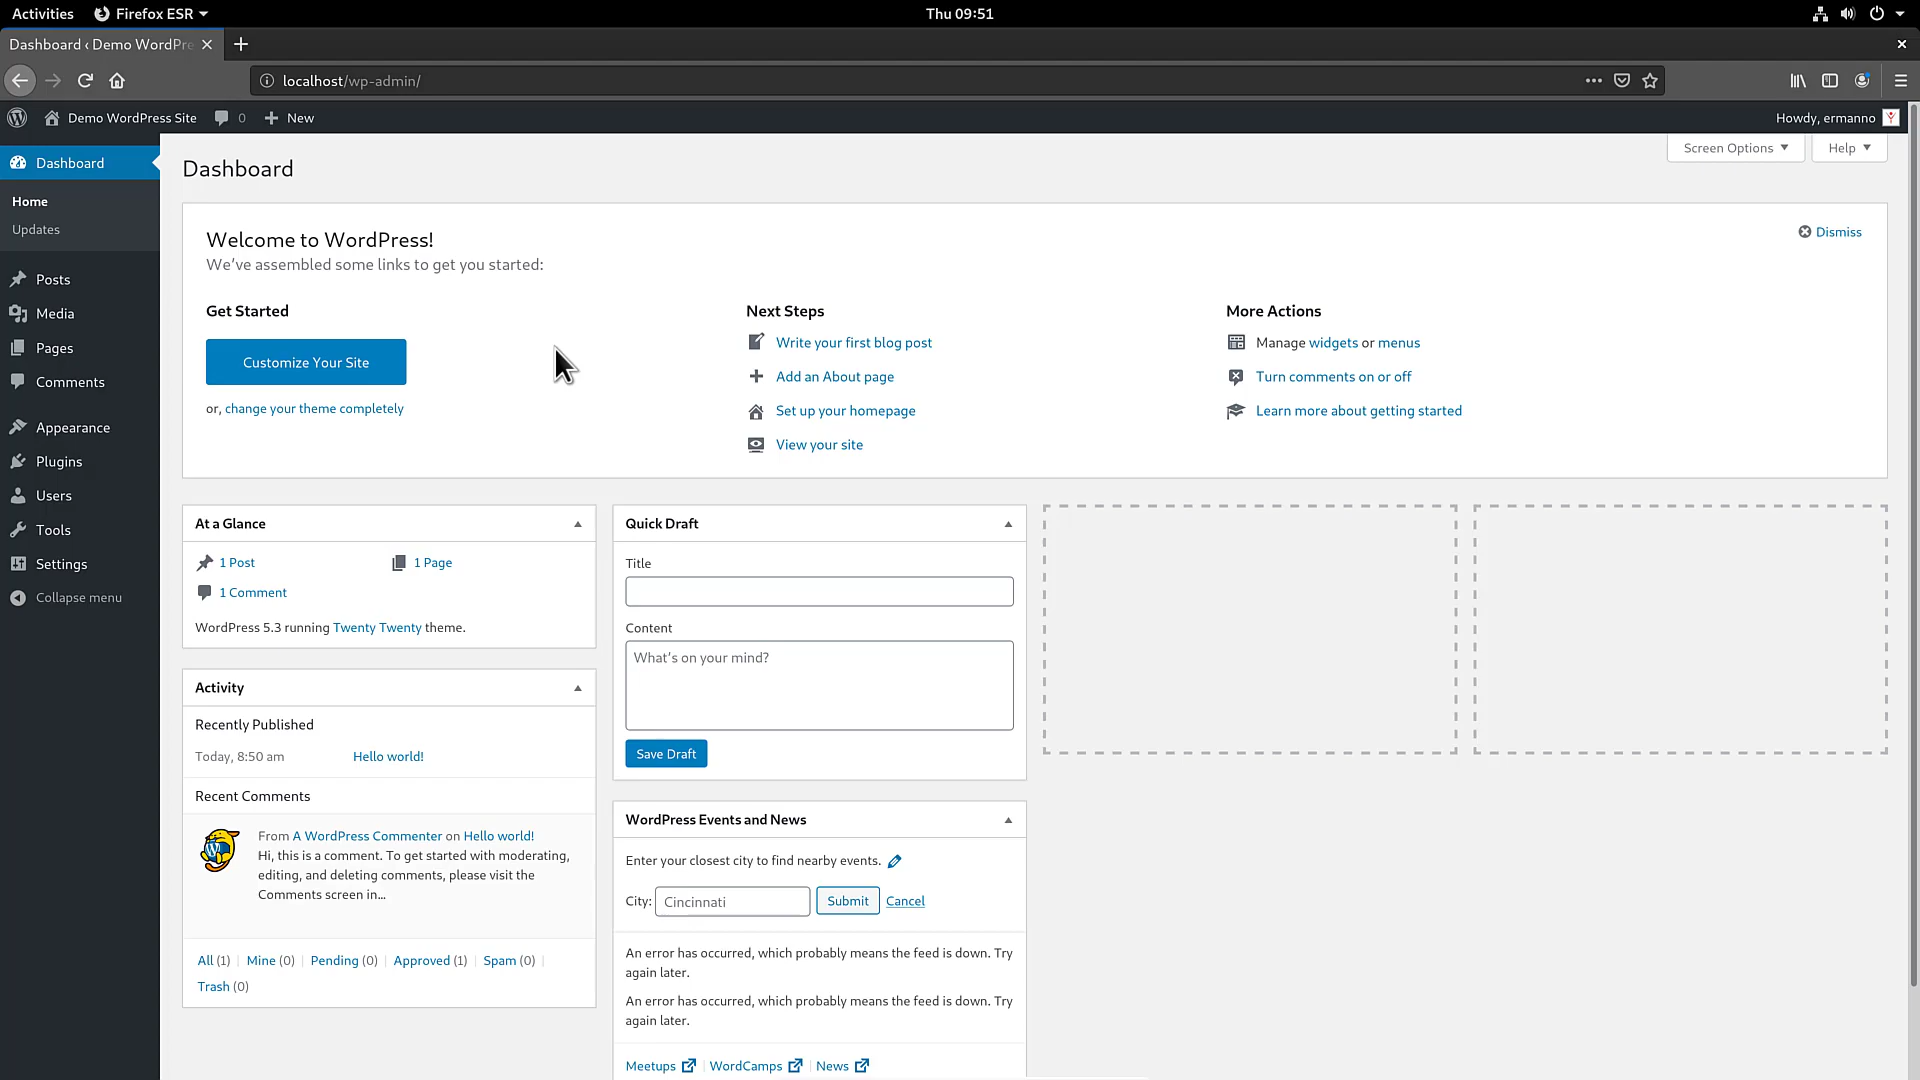 Activities Firefox ESR Thu 09:51
Dashboard ‹ Demo WordPre
localhost/wp-admin/
Demo WordPress Site 0 New Howdy, ermanno
Dashboard
Home
Updates
Posts
Media
Pages
Comments
Appearance
Plugins
Users
Tools
Settings
Collapse menu
Screen Options Help
Dashboard
Welcome to WordPress!
We've assembled some links to get you started:
Dismiss
Get Started
Customize Your Site
or, change your theme completely
Next Steps
Write your first blog post
Add an About page
Set up your homepage
View your site
More Actions
Manage widgets or menus
Turn comments on or off
Learn more about getting started
At a Glance
1 Post 1 Page
1 Comment
WordPress 5.3 running Twenty Twenty theme.
Activity
Recently Published
Today, 8:50 am Hello world!
Recent Comments
From A WordPress Commenter on Hello world!
Hi, this is a comment. To get started with moderating,
editing, and deleting comments, please visit the
Comments screen in…
All (1) | Mine (0) | Pending (0) | Approved (1) | Spam (0) |
Trash (0)
Quick Draft
Title
Content
What's on your mind?
Save Draft
WordPress Events and News
Enter your closest city to find nearby events.
City: Cincinnati Submit Cancel
An error has occurred, which probably means the feed is down. Try
again later.
An error has occurred, which probably means the feed is down. Try
again later.
Meetups | WordCamps | News